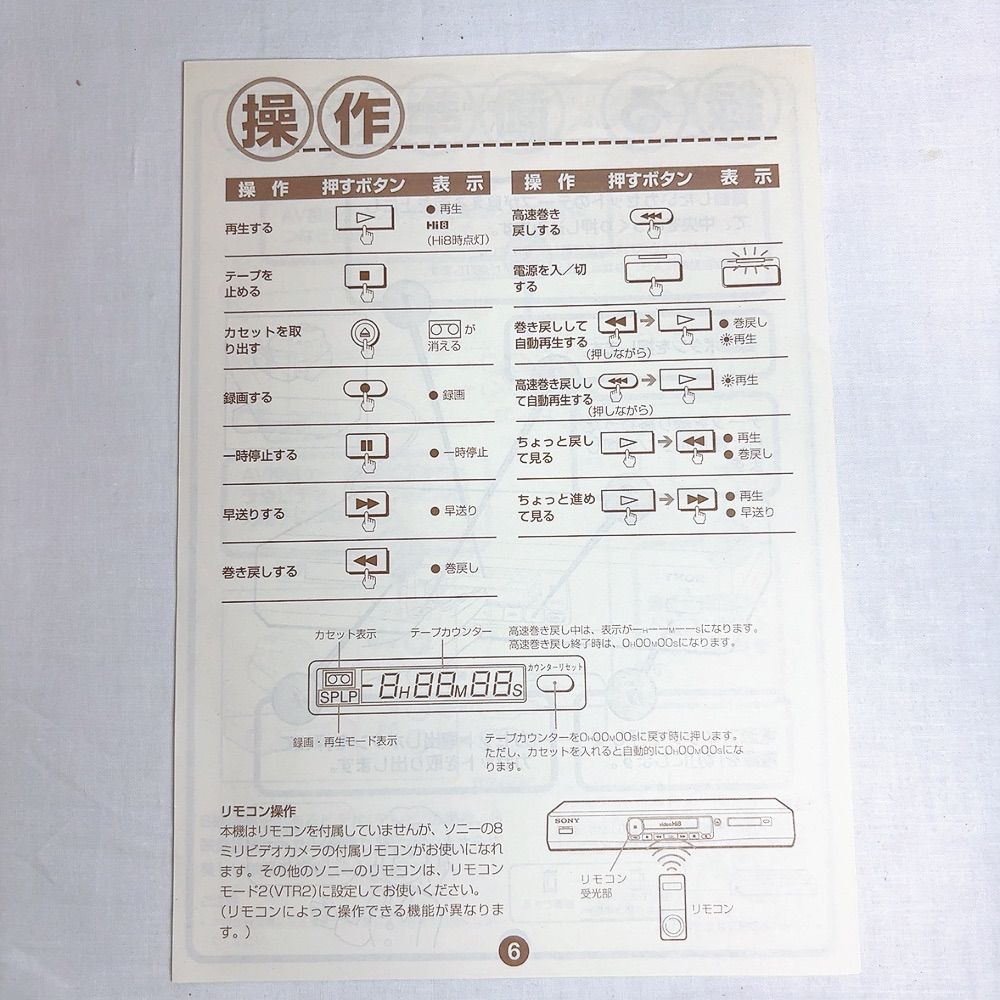 操作
操作 押すボタン 表示
再生する
● 再生
Hi8
(Hi8時点灯)
テープを
止める
カセットを取
り出す
が
消える
録画する
● 録画
一時停止する
● 一時停止
早送りする
● 早送り
巻き戻しする
● 巻戻し
操作 押すボタン 表示
高速巻き
戻しする
電源を入/切
する
巻き戻しして
自動再生する
(押しながら)
● 巻戻し
再生
高速巻き戻しし
て自動再生する
(押しながら)
再生
ちょっと戻し
て見る
● 再生
● 巻戻し
ちょっと進め
て見る
● 再生
● 早送り
カセット表示
テープカウンター
高速巻き戻し中は、表示が−H−−M−−Sになります。
高速巻き戻し終了時は、0H00M00Sになります。
SPLP
-8H88M88S
カウンターリセット
録画・再生モード表示
テープカウンターを0H00M00Sに戻す時に押します。
ただし、カセットを入れると自動的に0H00M00Sにな
ります。
リモコン操作
本機はリモコンを付属していませんが、ソニーの8
ミリビデオカメラの付属リモコンがお使いになれ
ます。その他のソニーのリモコンは、リモコン
モード2(VTR2)に設定してお使いください。
(リモコンによって操作できる機能が異なりま
す。)
SONY
videoHi8
リモコン
受光部
リモコン
6